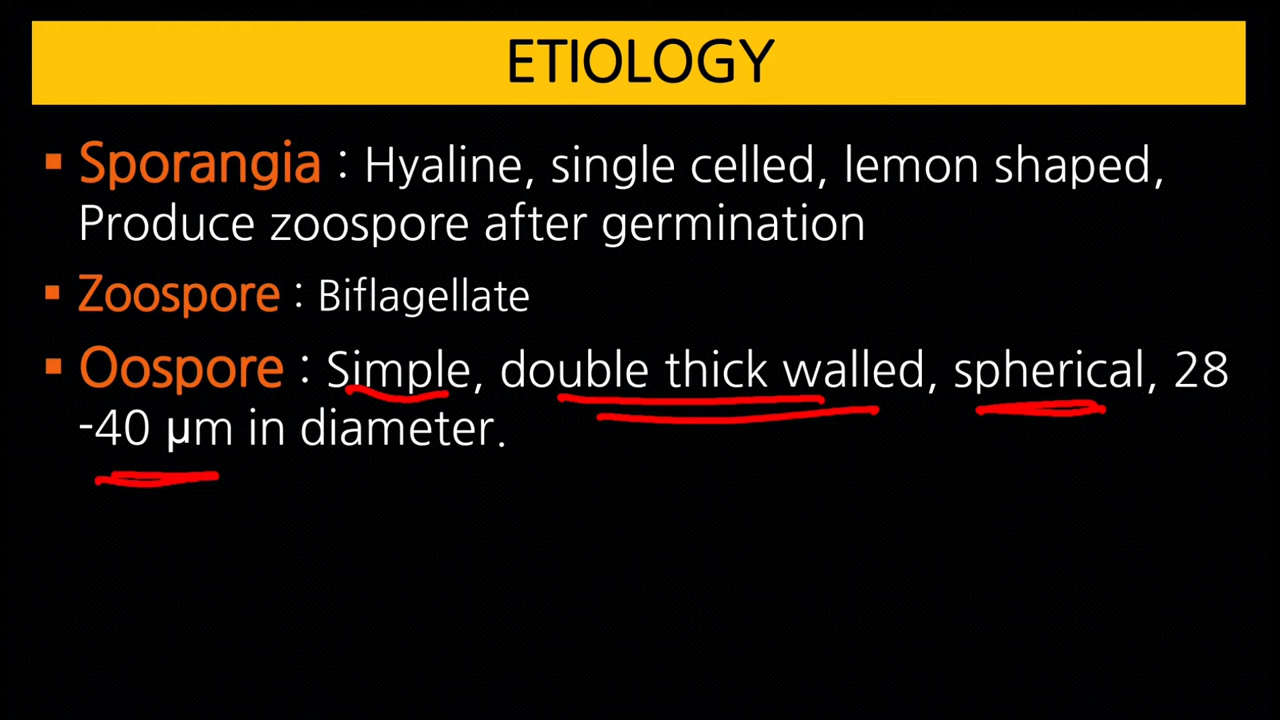 ETIOLOGY
▪ Sporangia : Hyaline, single celled, lemon shaped,
Produce zoospore after germination
▪ Zoospore : Biflagellate
▪ Oospore : Simple, double thick walled, spherical, 28
-40 µm in diameter.